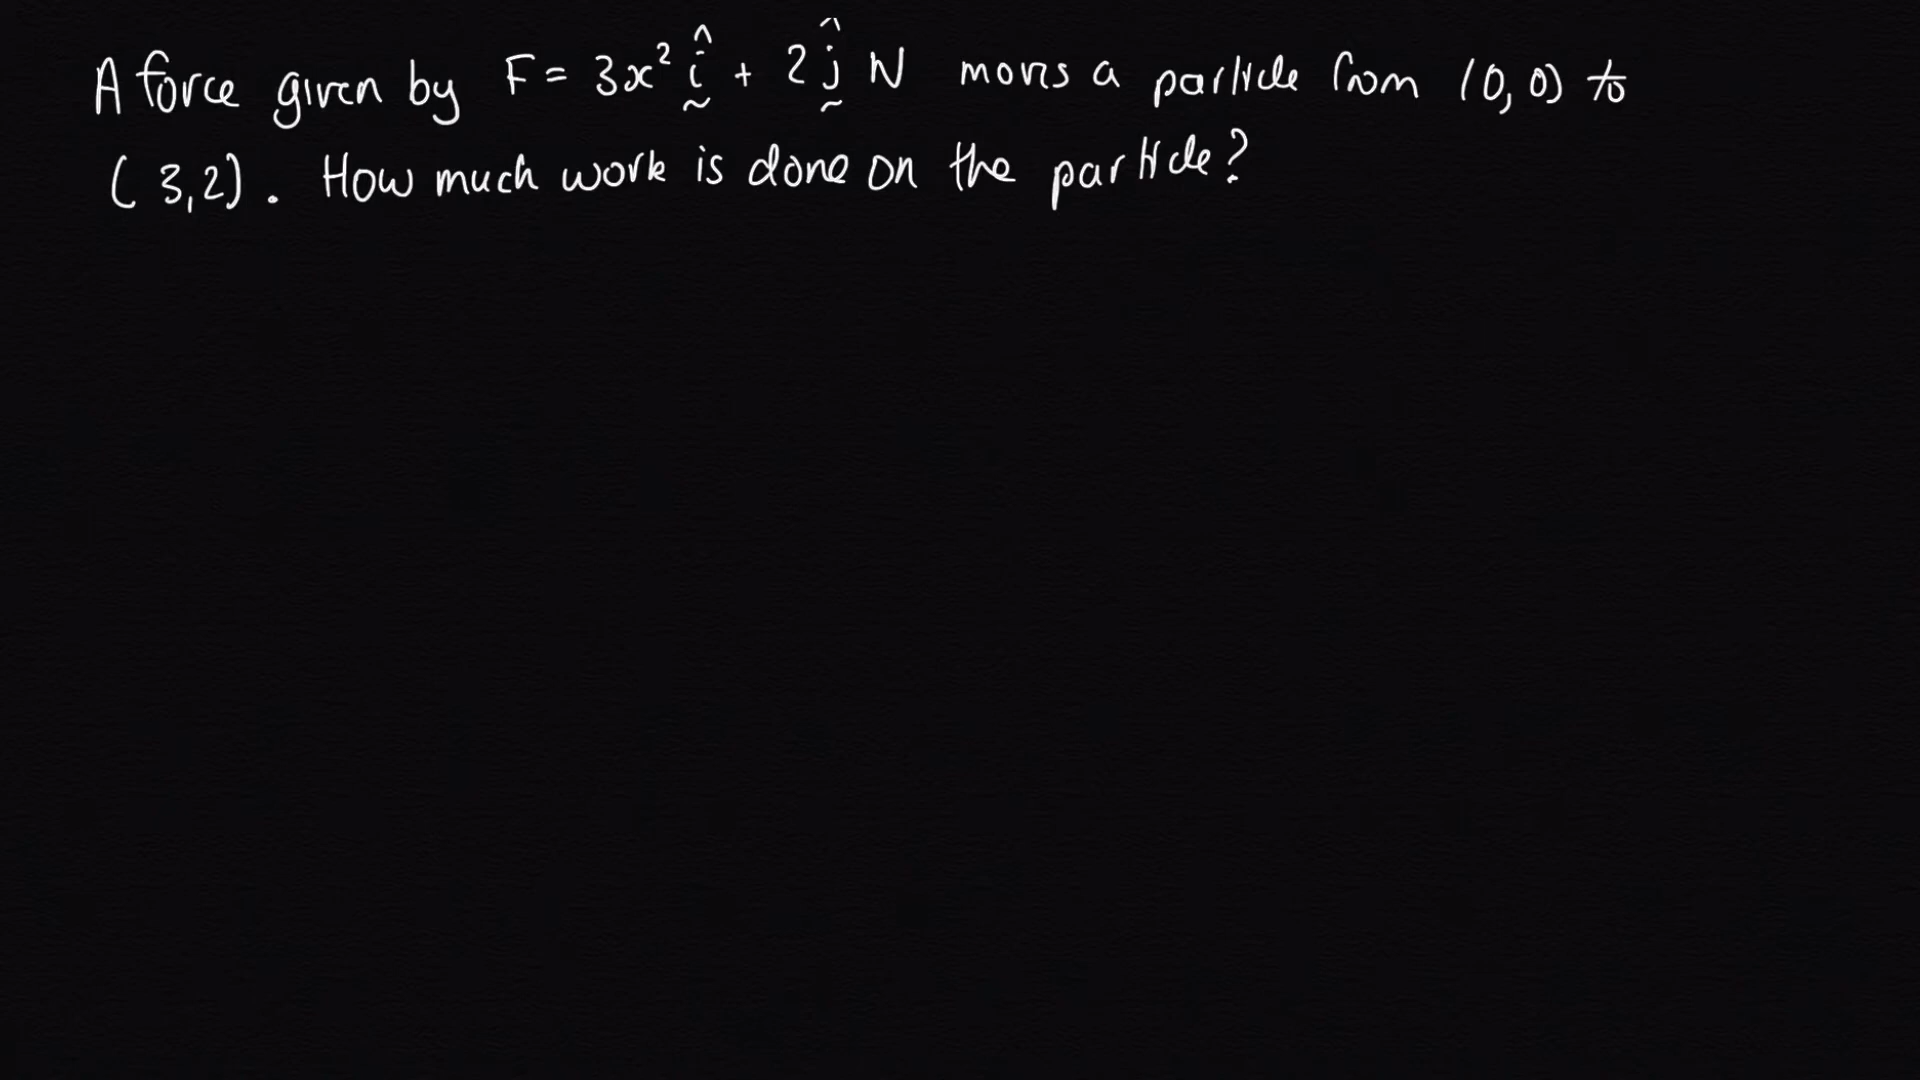 A force given by F = 3x² î + 2 ĵ N moves a particle from (0,0) to
(3,2). How much work is done on the particle?